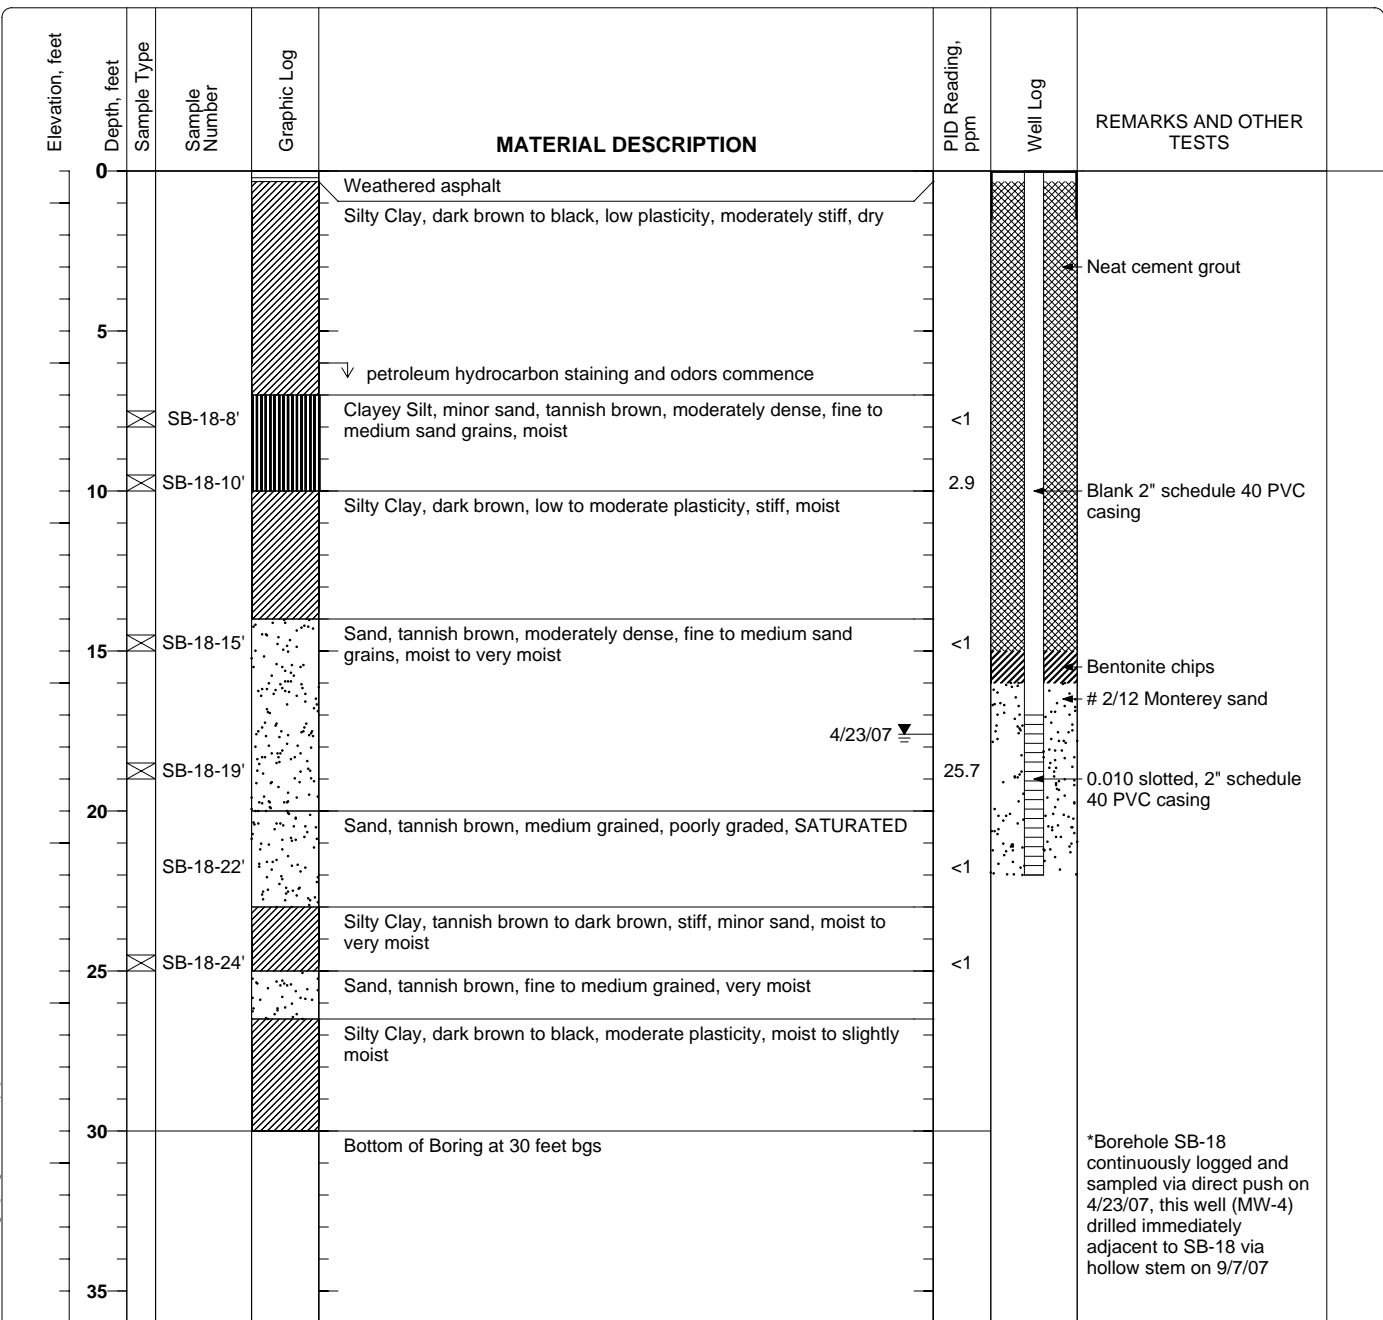 Elevation, feet
Depth, feet
Sample Type
Sample
Number
Graphic Log
MATERIAL DESCRIPTION
PID Reading,
ppm
Well Log
REMARKS AND OTHER
TESTS
0
Weathered asphalt
Silty Clay, dark brown to black, low plasticity, moderately stiff, dry
Neat cement grout
5
petroleum hydrocarbon staining and odors commence
SB-18-8'
Clayey Silt, minor sand, tannish brown, moderately dense, fine to
medium sand grains, moist
<1
SB-18-10'
2.9
10
Silty Clay, dark brown, low to moderate plasticity, stiff, moist
Blank 2" schedule 40 PVC
casing
SB-18-15'
Sand, tannish brown, moderately dense, fine to medium sand
grains, moist to very moist
<1
15
Bentonite chips
# 2/12 Monterey sand
4/23/07
SB-18-19'
25.7
0.010 slotted, 2" schedule
40 PVC casing
20
Sand, tannish brown, medium grained, poorly graded, SATURATED
SB-18-22'
<1
Silty Clay, tannish brown to dark brown, stiff, minor sand, moist to
very moist
SB-18-24'
<1
25
Sand, tannish brown, fine to medium grained, very moist
Silty Clay, dark brown to black, moderate plasticity, moist to slightly
moist
30
Bottom of Boring at 30 feet bgs
*Borehole SB-18
continuously logged and
sampled via direct push on
4/23/07, this well (MW-4)
drilled immediately
adjacent to SB-18 via
hollow stem on 9/7/07
35